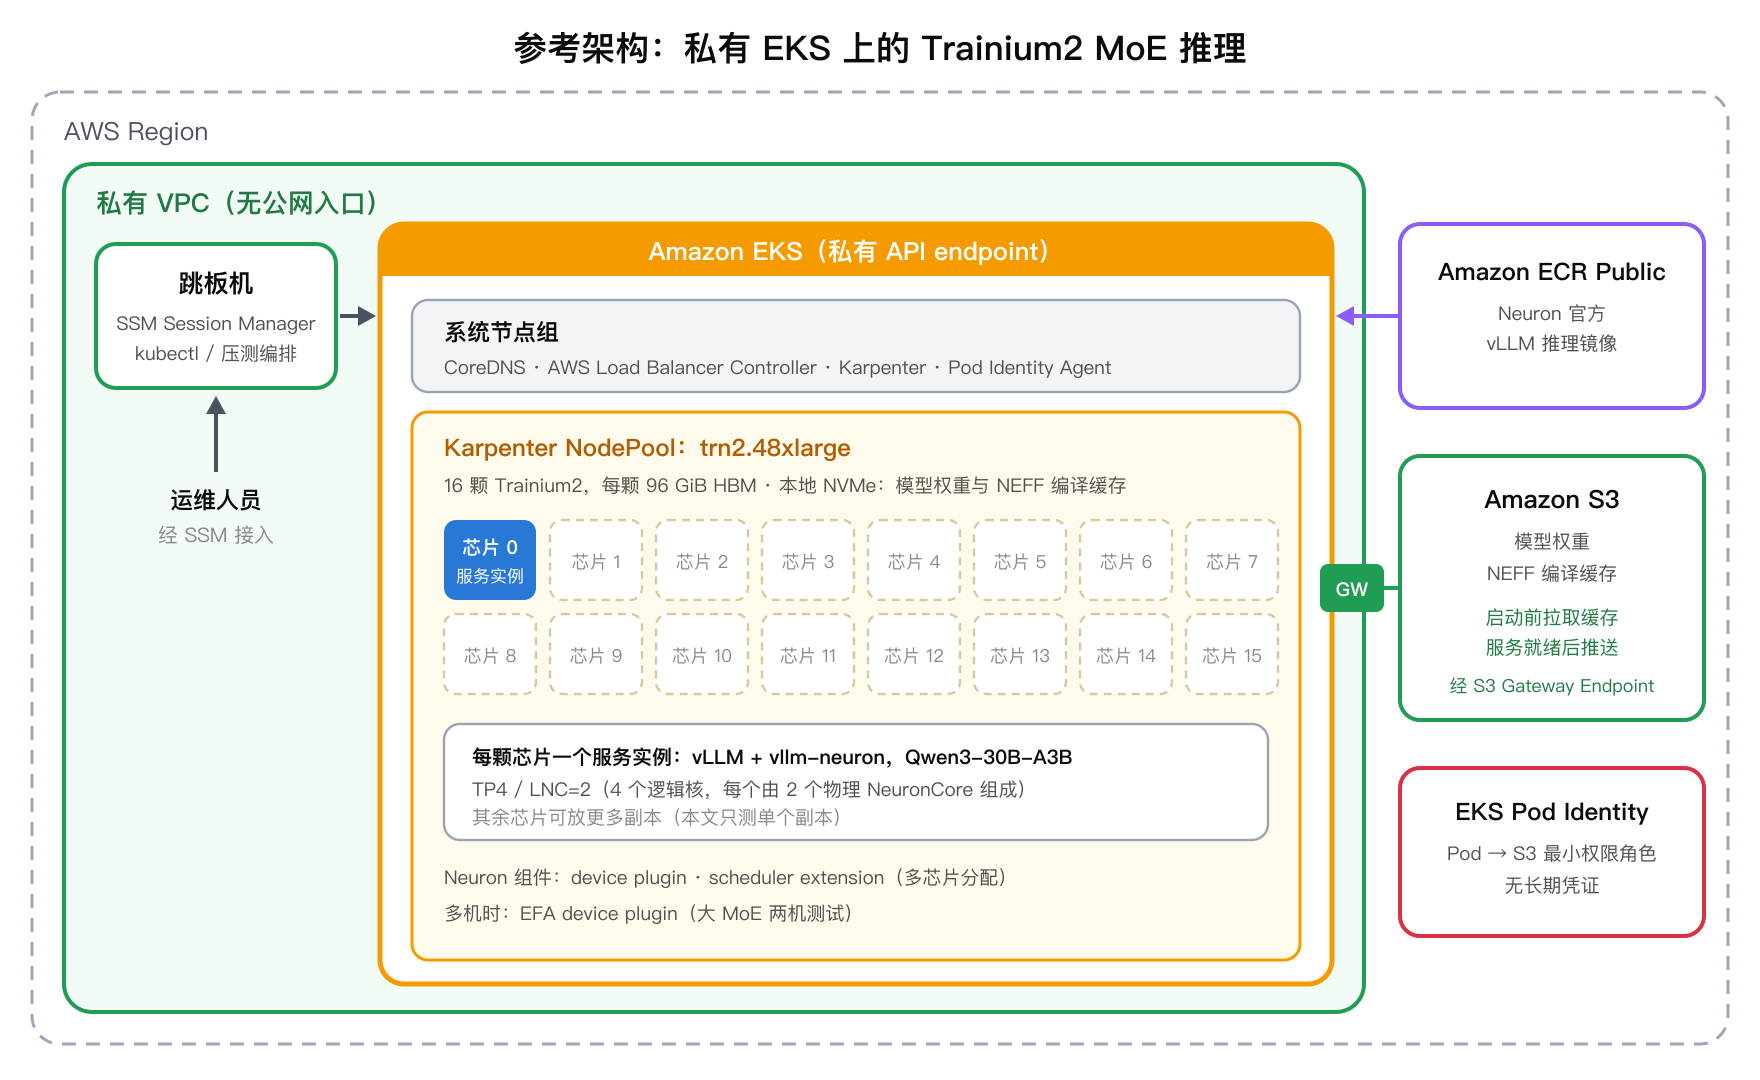 参考架构：私有 EKS 上的 Trainium2 MoE 推理
AWS Region
私有 VPC（无公网入口）
跳板机
SSM Session Manager
kubectl / 压测编排
运维人员
经 SSM 接入
Amazon EKS（私有 API endpoint）
系统节点组
CoreDNS · AWS Load Balancer Controller · Karpenter · Pod Identity Agent
Karpenter NodePool：trn2.48xlarge
16 颗 Trainium2，每颗 96 GiB HBM · 本地 NVMe：模型权重与 NEFF 编译缓存
芯片 0
服务实例
芯片 1
芯片 2
芯片 3
芯片 4
芯片 5
芯片 6
芯片 7
芯片 8
芯片 9
芯片 10
芯片 11
芯片 12
芯片 13
芯片 14
芯片 15
每颗芯片一个服务实例：vLLM + vllm-neuron，Qwen3-30B-A3B
TP4 / LNC=2（4 个逻辑核，每个由 2 个物理 NeuronCore 组成）
其余芯片可放更多副本（本文只测单个副本）
Neuron 组件：device plugin · scheduler extension（多芯片分配）
多机时：EFA device plugin（大 MoE 两机测试）
GW
Amazon ECR Public
Neuron 官方
vLLM 推理镜像
Amazon S3
模型权重
NEFF 编译缓存
启动前拉取缓存
服务就绪后推送
经 S3 Gateway Endpoint
EKS Pod Identity
Pod → S3 最小权限角色
无长期凭证